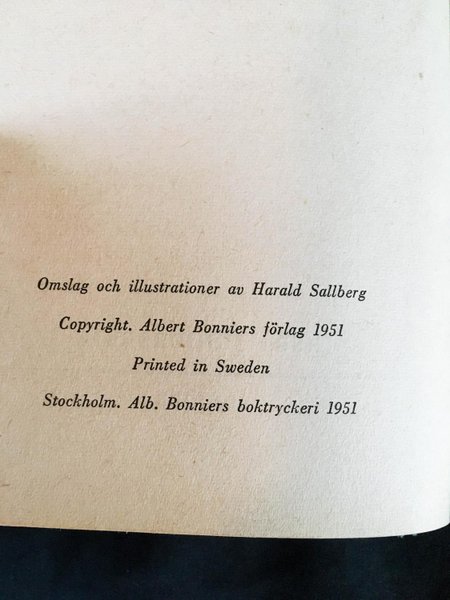 Omslag och illustrationer av Harald Sallberg
Copyright. Albert Bonniers förlag 1951
Printed in Sweden
Stockholm. Alb. Bonniers boktryckeri 1951